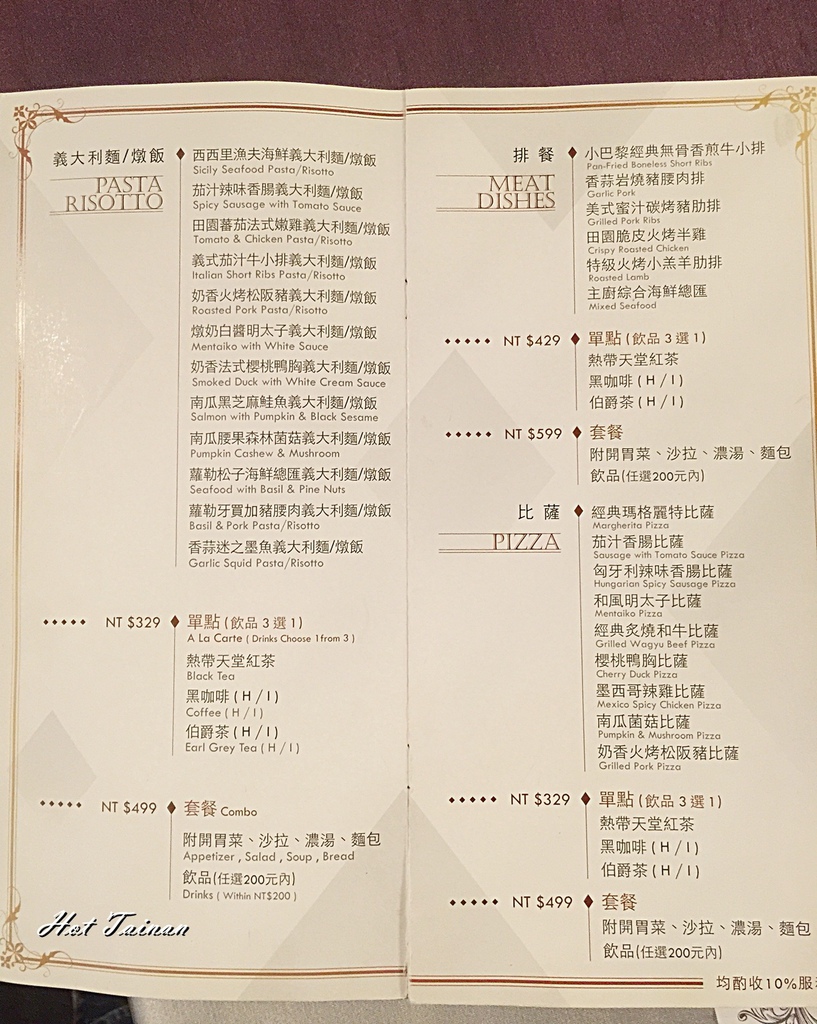 義大利麵/燉飯
PASTA
RISOTTO
西西里漁夫海鮮義大利麵/燉飯
Sicily Seafood Pasta/Risotto
茄汁辣味香腸義大利麵/燉飯
Spicy Sausage with Tomato Sauce
田園蕃茄法式嫩雞義大利麵/燉飯
Tomato & Chicken Pasta/Risotto
義式茄汁牛小排義大利麵/燉飯
Italian Short Ribs Pasta/Risotto
奶香火烤松阪豬義大利麵/燉飯
Roasted Pork Pasta/Risotto
燉奶白醬明太子義大利麵/燉飯
Mentaiko with White Sauce
奶香法式櫻桃鴨胸義大利麵/燉飯
Smoked Duck with White Cream Sauce
南瓜黑芝麻鮭魚義大利麵/燉飯
Salmon with Pumpkin & Black Sesame
南瓜腰果森林菌菇義大利麵/燉飯
Pumpkin Cashew & Mushroom
蘿勒松子海鮮總匯義大利麵/燉飯
Seafood with Basil & Pine Nuts
蘿勒牙買加豬腰肉義大利麵/燉飯
Basil & Pork Pasta/Risotto
香蒜迷之墨魚義大利麵/燉飯
Garlic Squid Pasta/Risotto
NT $329
單點(飲品3選1)
A La Carte ( Drinks Choose 1from 3 )
熱帶天堂紅茶
Black Tea
黑咖啡(H/I)
Coffee ( H / I )
伯爵茶(H/I)
Earl Grey Tea ( H / I )
NT $499
套餐 Combo
附開胃菜、沙拉、濃湯、麵包
Appetizer , Salad , Soup , Bread
飲品(任選200元內)
Drinks ( Within NT$200 )
Hot Tainan
排餐
MEAT
DISHES
小巴黎經典無骨香煎牛小排
Pan-Fried Boneless Short Ribs
香蒜岩燒豬腰肉排
Garlic Pork
美式蜜汁碳烤豬肋排
Grilled Pork Ribs
田園脆皮火烤半雞
Crispy Roasted Chicken
特級火烤小羔羊肋排
Roasted Lamb
主廚綜合海鮮總匯
Mixed Seafood
NT $429
單點(飲品3選1)
熱帶天堂紅茶
黑咖啡(H/I)
伯爵茶(H/I)
NT $599
套餐
附開胃菜、沙拉、濃湯、麵包
飲品(任選200元內)
比薩
PIZZA
經典瑪格麗特比薩
Margherita Pizza
茄汁香腸比薩
Sausage with Tomato Sauce Pizza
匈牙利辣味香腸比薩
Hungarian Spicy Sausage Pizza
和風明太子比薩
Mentaiko Pizza
經典炙燒和牛比薩
Grilled Wagyu Beef Pizza
櫻桃鴨胸比薩
Cherry Duck Pizza
墨西哥辣雞比薩
Mexico Spicy Chicken Pizza
南瓜菌菇比薩
Pumpkin & Mushroom Pizza
奶香火烤松阪豬比薩
Grilled Pork Pizza
NT $329
單點(飲品3選1)
熱帶天堂紅茶
黑咖啡(H/I)
伯爵茶(H/I)
NT $499
套餐
附開胃菜、沙拉、濃湯、麵包
飲品(任選200元內)
均酌收10%服